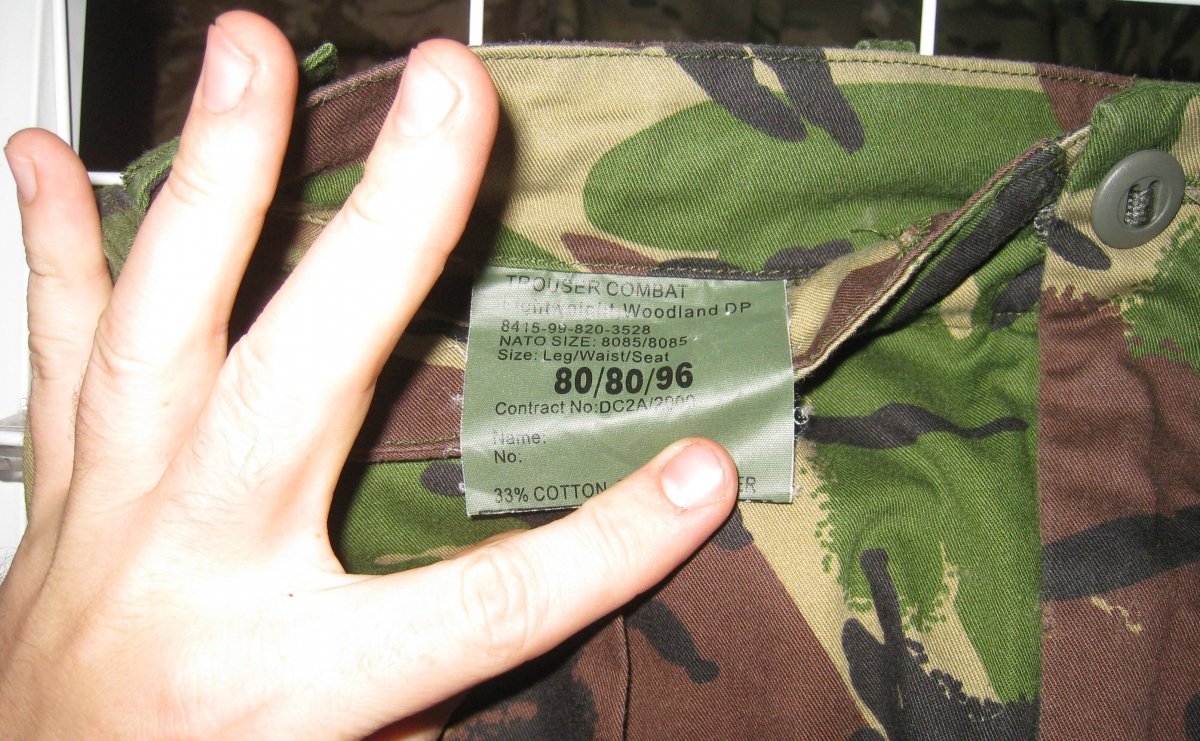 TROUSER COMBAT
Woodland DP
8415-99-820-3528
NATO SIZE: 8085/8085
Size: Leg/Waist/Seat
80/80/96
Contract No:DC2A/2000
Name:
No.
33% COTTON